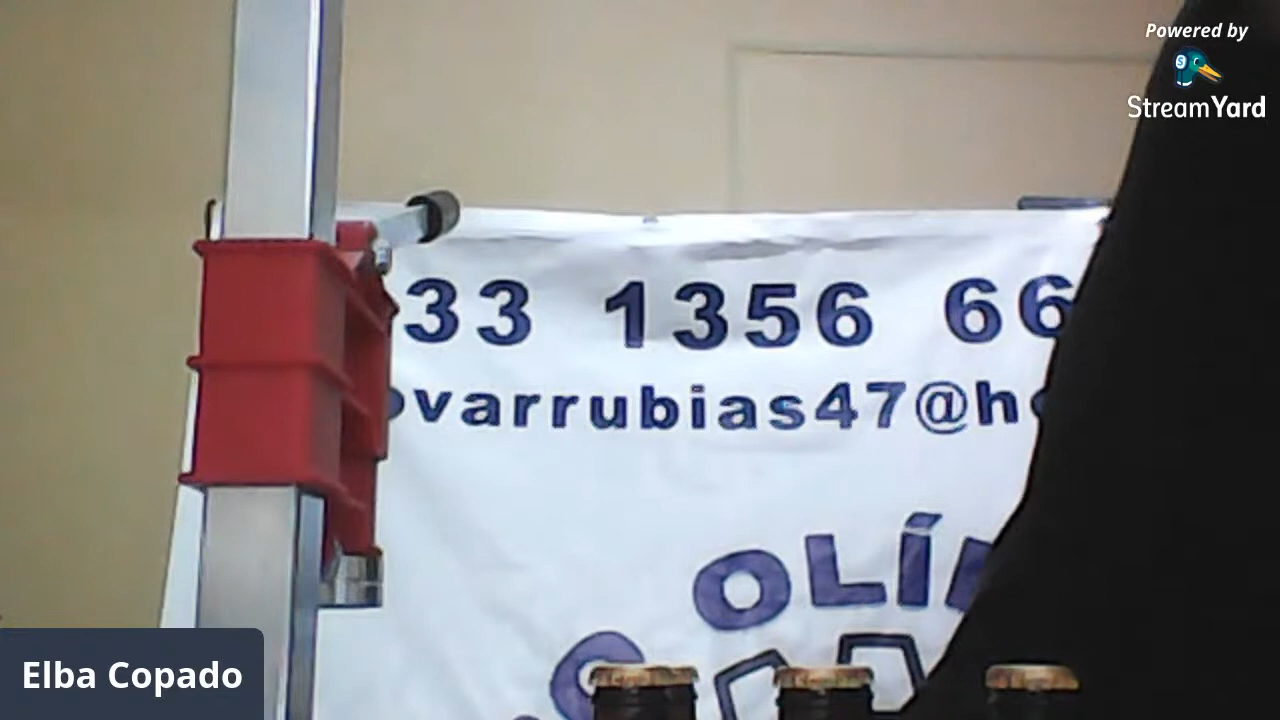 Powered by
StreamYard
33 1356 66
varrubias47@h
OLÍ
Elba Copado